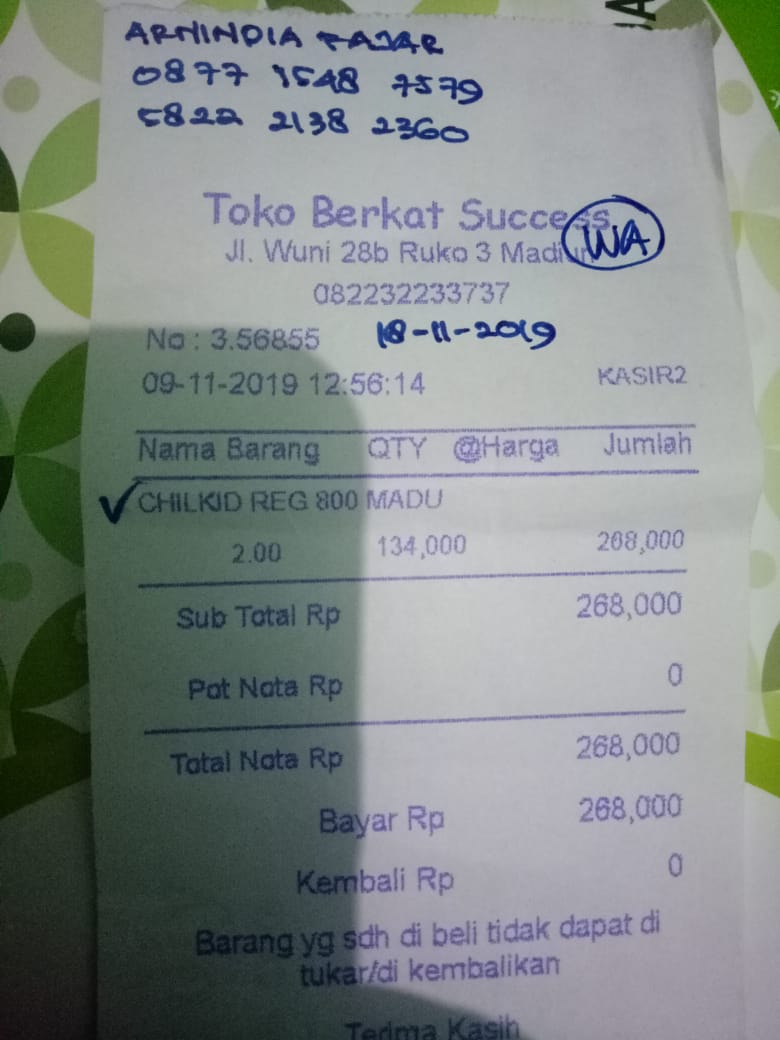 ARNINDIA FAJAR
0877 1548 7579
5822 2138 2360
Toko Berkat Success
WA
Jl. Wuni 28b Ruko 3 Madiun
082232233737
No : 3.56855 18-11-2019
09-11-2019 12:56:14 KASIR2
Nama Barang QTY @Harga Jumlah
CHILKID REG 800 MADU
2.00 134,000 268,000
Sub Total Rp 268,000
Pot Nota Rp 0
Total Nota Rp 268,000
Bayar Rp 268,000
Kembali Rp 0
Barang yg sdh di beli tidak dapat di
tukar/di kembalikan
Terima Kasih